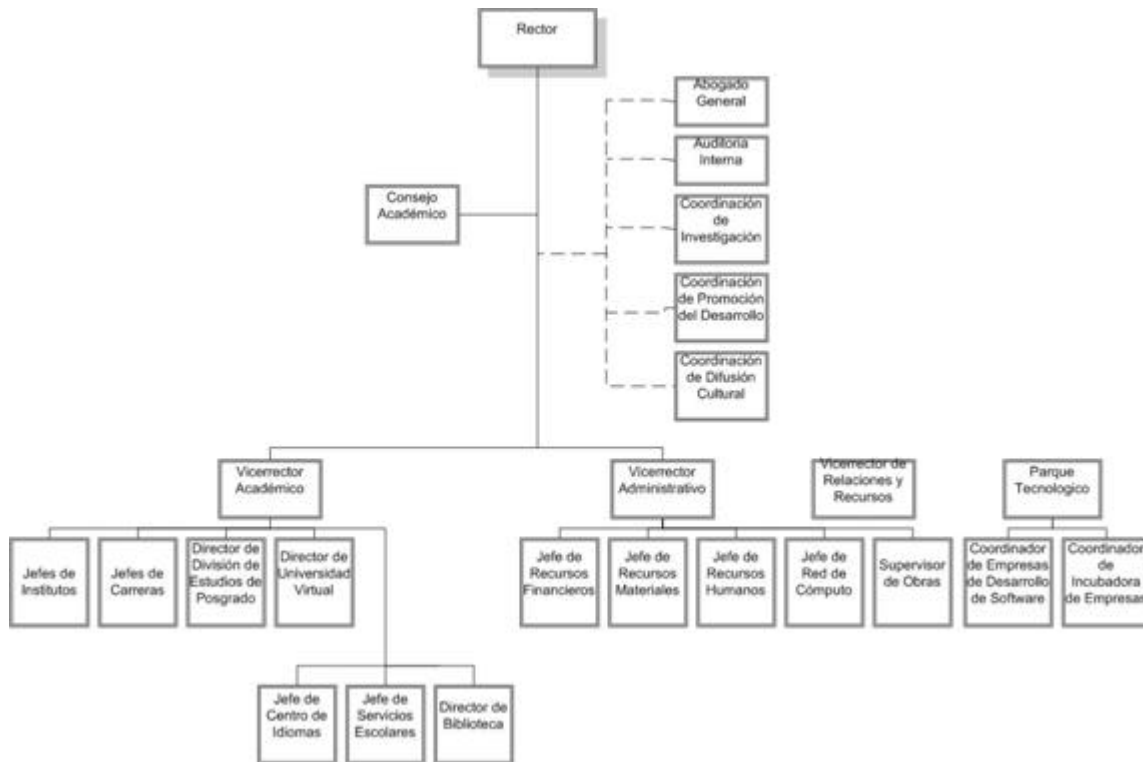 Rector
Abogado
General
Auditoria
Interna
Consejo
Académico
Coordinación
de
Investigación
Coordinación
de Promoción
del Desarrollo
Coordinación
de Difusión
Cultural
Vicerrector
Académico
Vicerrector
Administrativo
Vicerrector de
Relaciones y
Recursos
Parque
Tecnologico
Jefes de
Institutos
Jefes de
Carreras
Director de
División de
Estudios de
Posgrado
Director de
Universidad
Virtual
Jefe de
Recursos
Financieros
Jefe de
Recursos
Materiales
Jefe de
Recursos
Humanos
Jefe de
Red de
Cómputo
Supervisor
de Obras
Coordinador
de Empresas
de Desarrollo
de Software
Coordinador
de
Incubadora
de Empresas
Jefe de
Centro de
Idiomas
Jefe de
Servicios
Escolares
Director de
Biblioteca